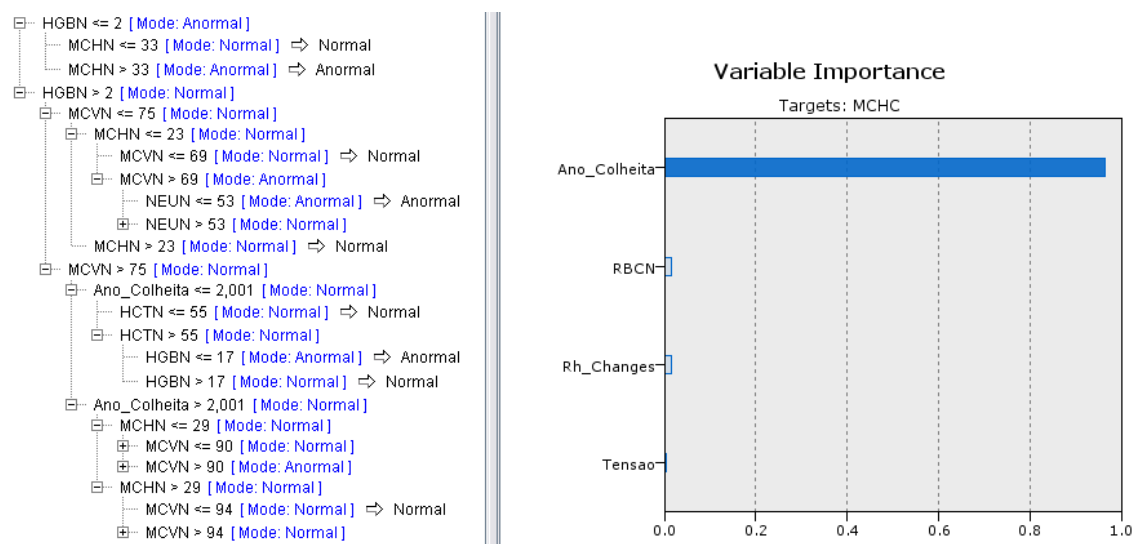 HGBN <= 2 [Mode: Anormal]
MCHN <= 33 [Mode: Normal] ⇨ Normal
MCHN > 33 [Mode: Anormal] ⇨ Anormal
HGBN > 2 [Mode: Normal]
MCVN <= 75 [Mode: Normal]
MCHN <= 23 [Mode: Normal]
MCVN <= 69 [Mode: Normal] ⇨ Normal
MCVN > 69 [Mode: Anormal]
NEUN <= 53 [Mode: Anormal] ⇨ Anormal
NEUN > 53 [Mode: Normal]
MCHN > 23 [Mode: Normal] ⇨ Normal
MCVN > 75 [Mode: Normal]
Ano_Colheita <= 2,001 [Mode: Normal]
HCTN <= 55 [Mode: Normal] ⇨ Normal
HCTN > 55 [Mode: Normal]
HGBN <= 17 [Mode: Anormal] ⇨ Anormal
HGBN > 17 [Mode: Normal] ⇨ Normal
Ano_Colheita > 2,001 [Mode: Normal]
MCHN <= 29 [Mode: Normal]
MCVN <= 90 [Mode: Normal]
MCVN > 90 [Mode: Anormal]
MCHN > 29 [Mode: Normal]
MCVN <= 94 [Mode: Normal] ⇨ Normal
MCVN > 94 [Mode: Normal]
Variable Importance
Targets: MCHC
Ano_Colheita
RBCN
Rh_Changes
Tensao
0.0 0.2 0.4 0.6 0.8 1.0